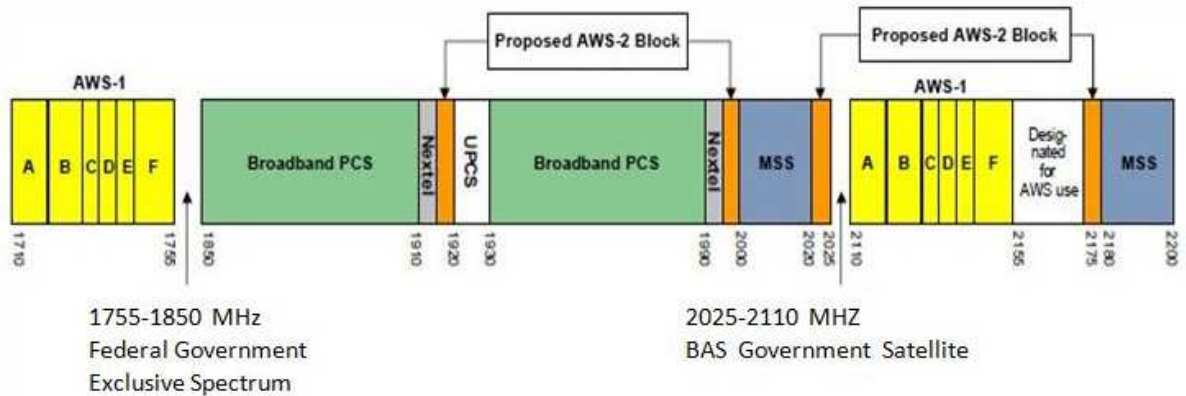 Proposed AWS-2 Block
Proposed AWS-2 Block
AWS-1
AWS-1
A B C D E F
Broadband PCS
Nextel
UPCS
Broadband PCS
Nextel
MSS
A B C D E F
Desig-
nated
for
AWS use
MSS
1710 1755 1850 1910 1920 1930 1990 2000 2020 2025 2110 2155 2175 2180 2200
1755-1850 MHz
Federal Government
Exclusive Spectrum
2025-2110 MHZ
BAS Government Satellite